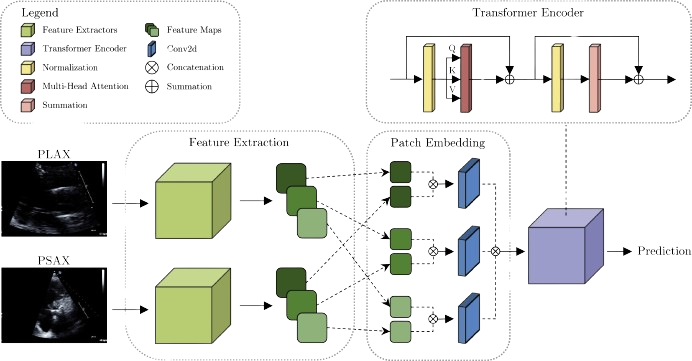 Legend
Feature Extractors
Feature Maps
Transformer Encoder
Conv2d
Normalization
Concatenation
Multi-Head Attention
Summation
Summation
Transformer Encoder
Q
K
V
Feature Extraction
Patch Embedding
PLAX
PSAX
Prediction